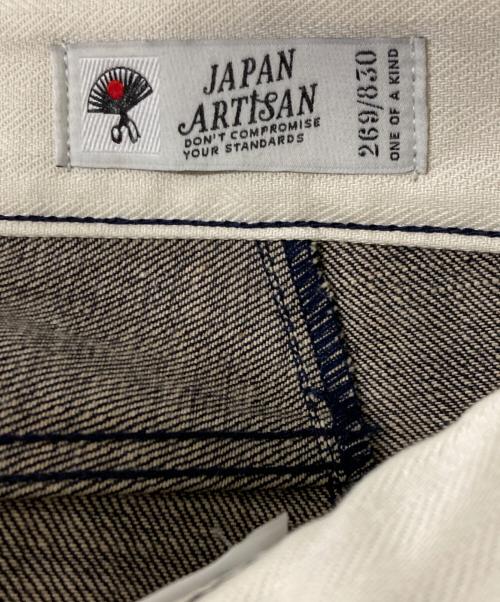 JAPAN
ARTISAN
DON'T COMPROMISE
YOUR STANDARDS
269/830
ONE OF A KIND